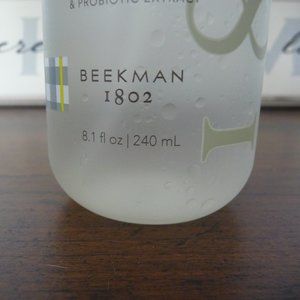 & PROBIOTIC EXTRACT
BEEKMAN
1802
8.1 fl oz | 240 mL